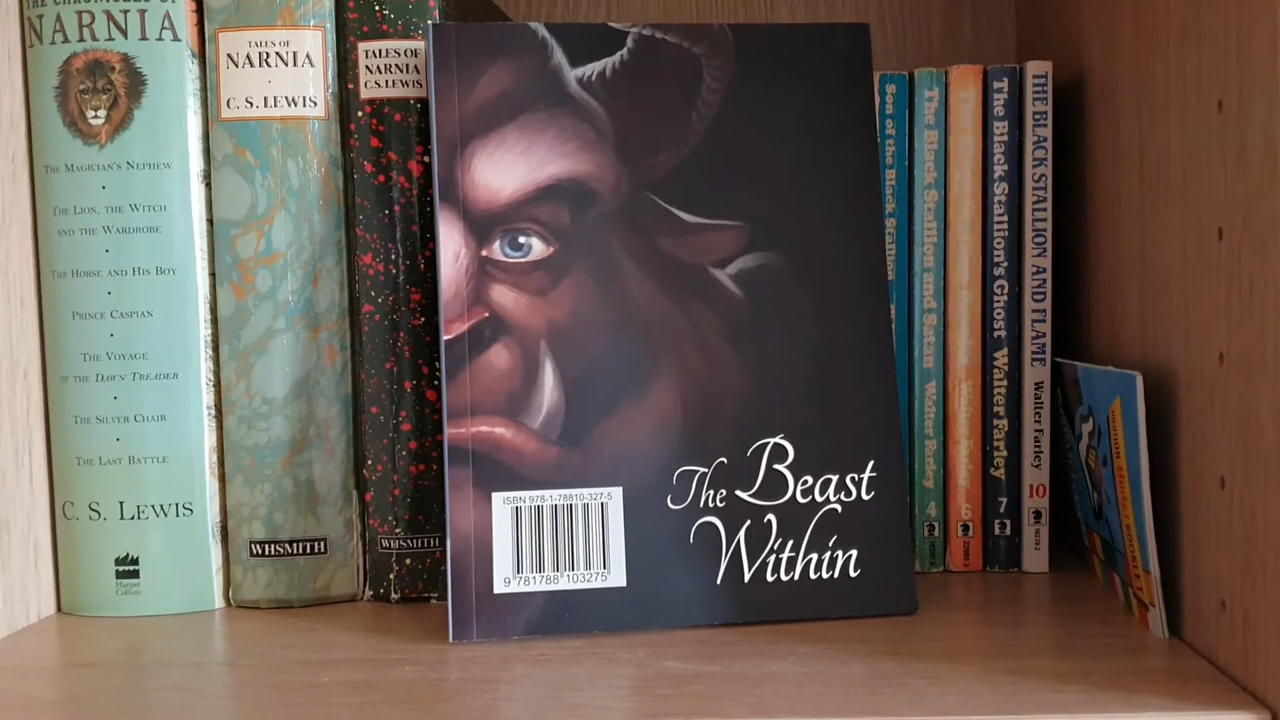 THE CHRONICLES OF
NARNIA
THE MAGICIAN'S NEPHEW
•
THE LION, THE WITCH
AND THE WARDROBE
•
THE HORSE AND HIS BOY
•
PRINCE CASPIAN
•
THE VOYAGE
OF THE DAWN TREADER
•
THE SILVER CHAIR
•
THE LAST BATTLE
C. S. LEWIS
Harper
Collins
TALES OF
NARNIA
·
C. S. LEWIS
WHSMITH
TALES OF
NARNIA
C.S. LEWIS
WHSMITH
ISBN 978-1-78810-327-5
9 781788 103275
The Beast
Within
Son of the Black Stallion
The Black Stallion and Satan Walter Farley 4
Walter Farley 6
The Black Stallion's Ghost Walter Farley 7
THE BLACK STALLION AND FLAME Walter Farley 10